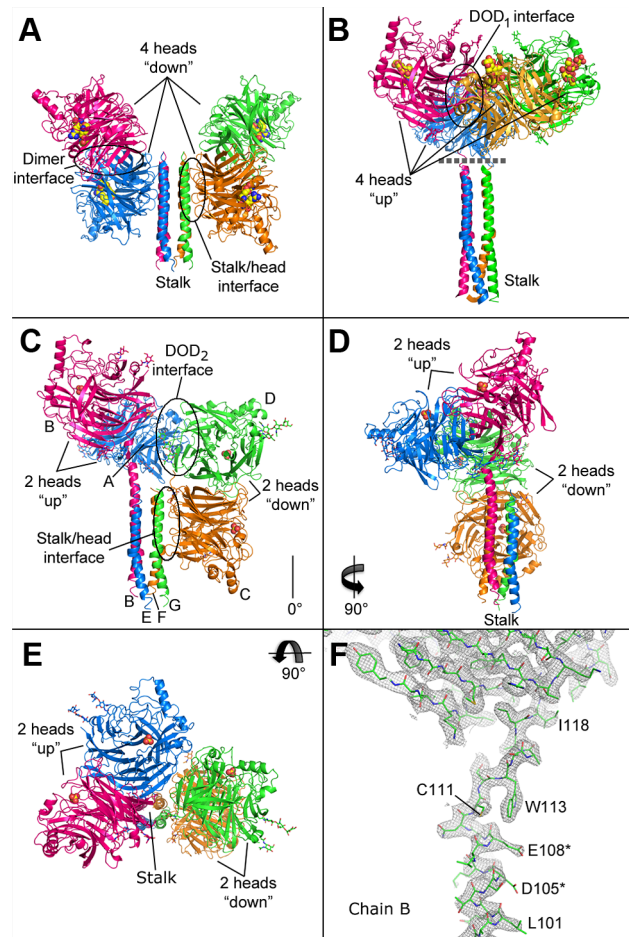 A
4 heads
"down"
Dimer
interface
Stalk
Stalk/head
interface
B
DOD1 interface
4 heads
"up"
Stalk
C
DOD2
interface
D
B
2 heads
"up"
A
2 heads
"down"
Stalk/head
interface
B
E
F
G
C
0°
D
2 heads
"up"
2 heads
"down"
90°
Stalk
E
90°
2 heads
"up"
Stalk
2 heads
"down"
F
I118
C111
W113
E108*
D105*
Chain B
L101